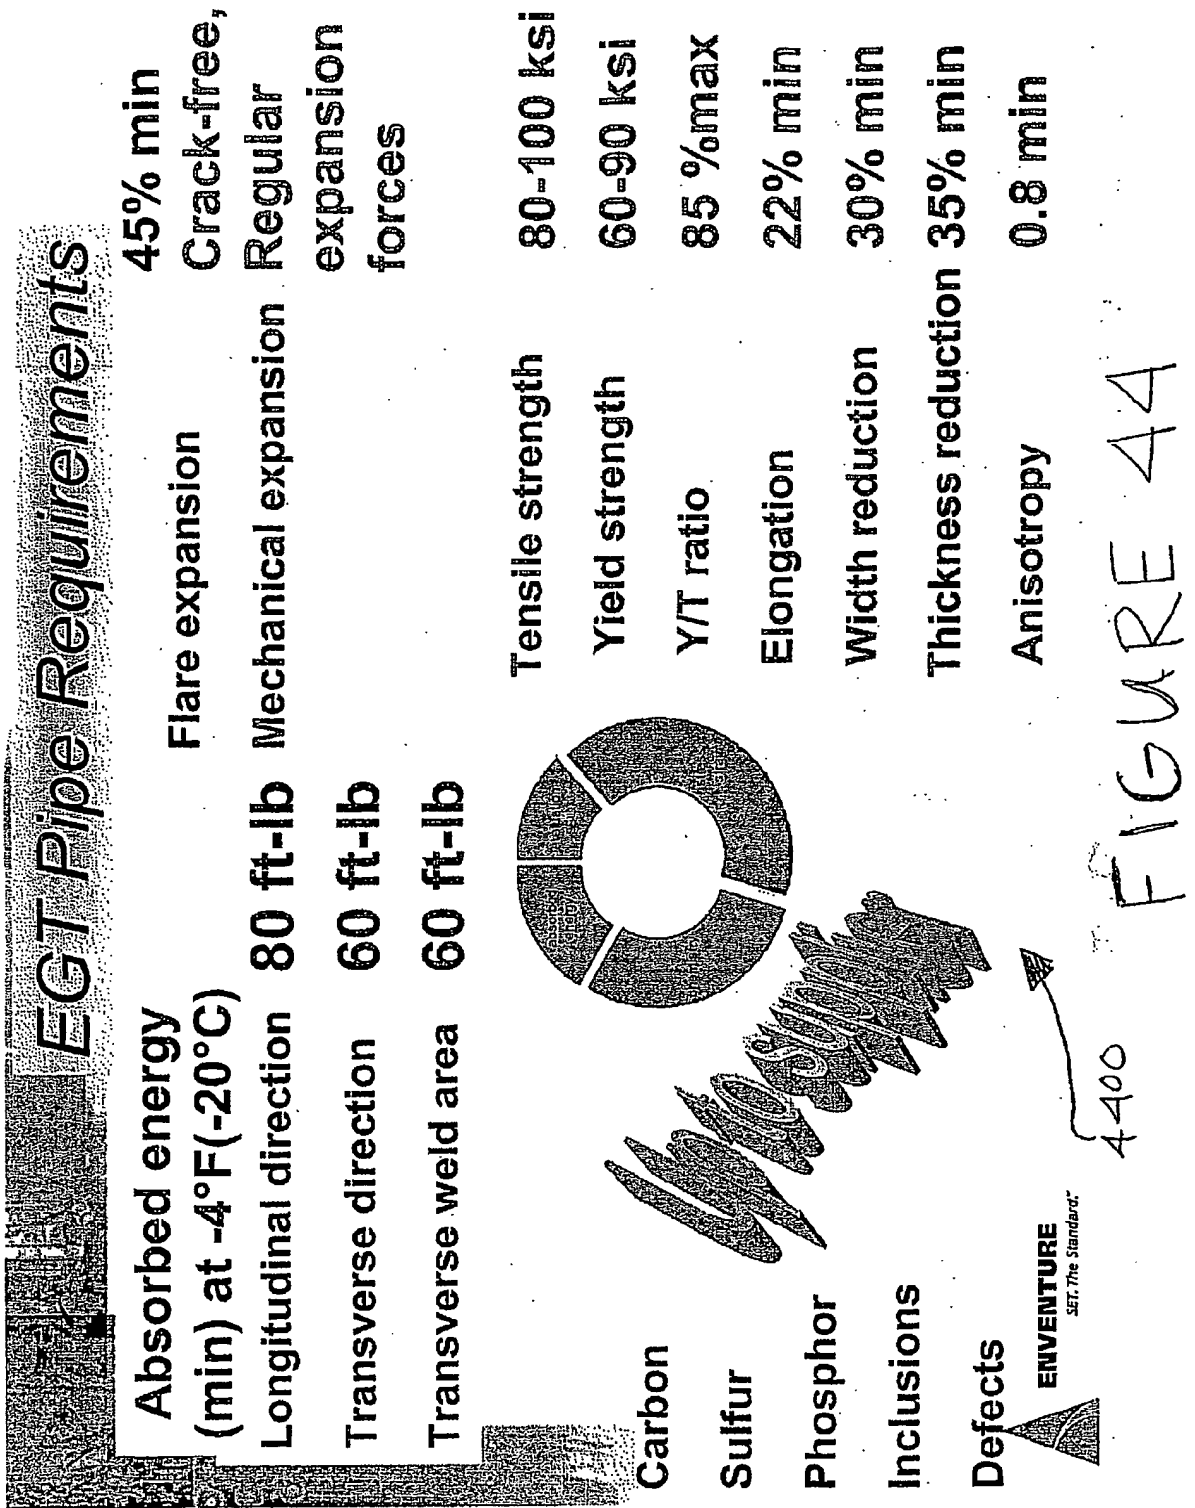 EGT Pipe Requirements
Absorbed energy
(min) at -4°F(-20°C)
Longitudinal direction 80 ft-lb
Transverse direction 60 ft-lb
Transverse weld area 60 ft-lb
Flare expansion 45% min
Mechanical expansion Crack-free,
Regular
expansion
forces
Tensile strength 80-100 ksi
Yield strength 60-90 ksi
Y/T ratio 85 %max
Elongation 22% min
Width reduction 30% min
Thickness reduction 35% min
Anisotropy 0.8 min
Carbon
Sulfur
Phosphor
Inclusions
Defects
ENVENTURE
SET. The Standard.™
4400
FIGURE 44